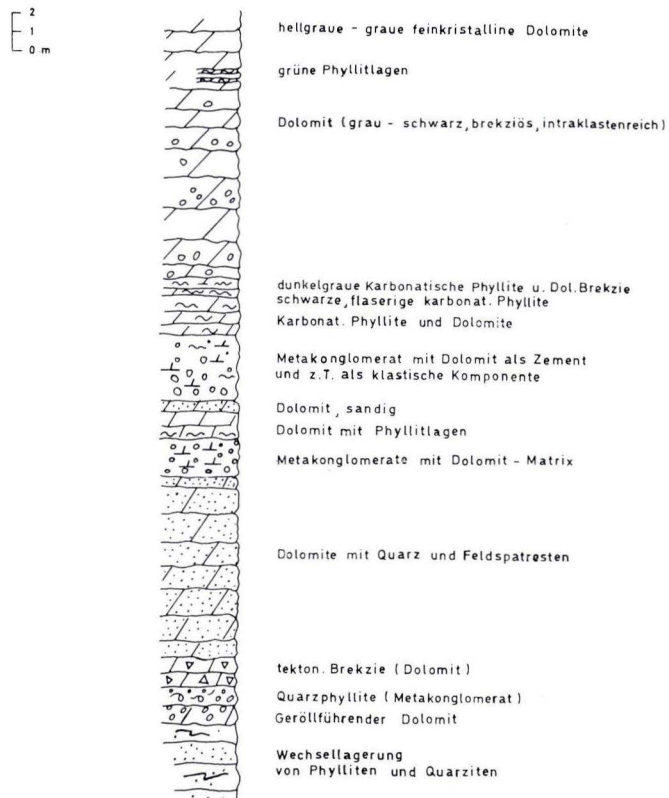 2
1
0 m
hellgraue - graue feinkristalline Dolomite
grüne Phyllitlagen
Dolomit (grau - schwarz, brekziös, intraklastenreich)
dunkelgraue Karbonatische Phyllite u. Dol. Brekzie
schwarze, flaserige karbonat. Phyllite
Karbonat. Phyllite und Dolomite
Metakonglomerat mit Dolomit als Zement
und z.T. als klastische Komponente
Dolomit, sandig
Dolomit mit Phyllitlagen
Metakonglomerate mit Dolomit - Matrix
Dolomite mit Quarz und Feldspatresten
tekton. Brekzie (Dolomit)
Quarzphyllite (Metakonglomerat)
Geröllführender Dolomit
Wechsellagerung
von Phylliten und Quarziten